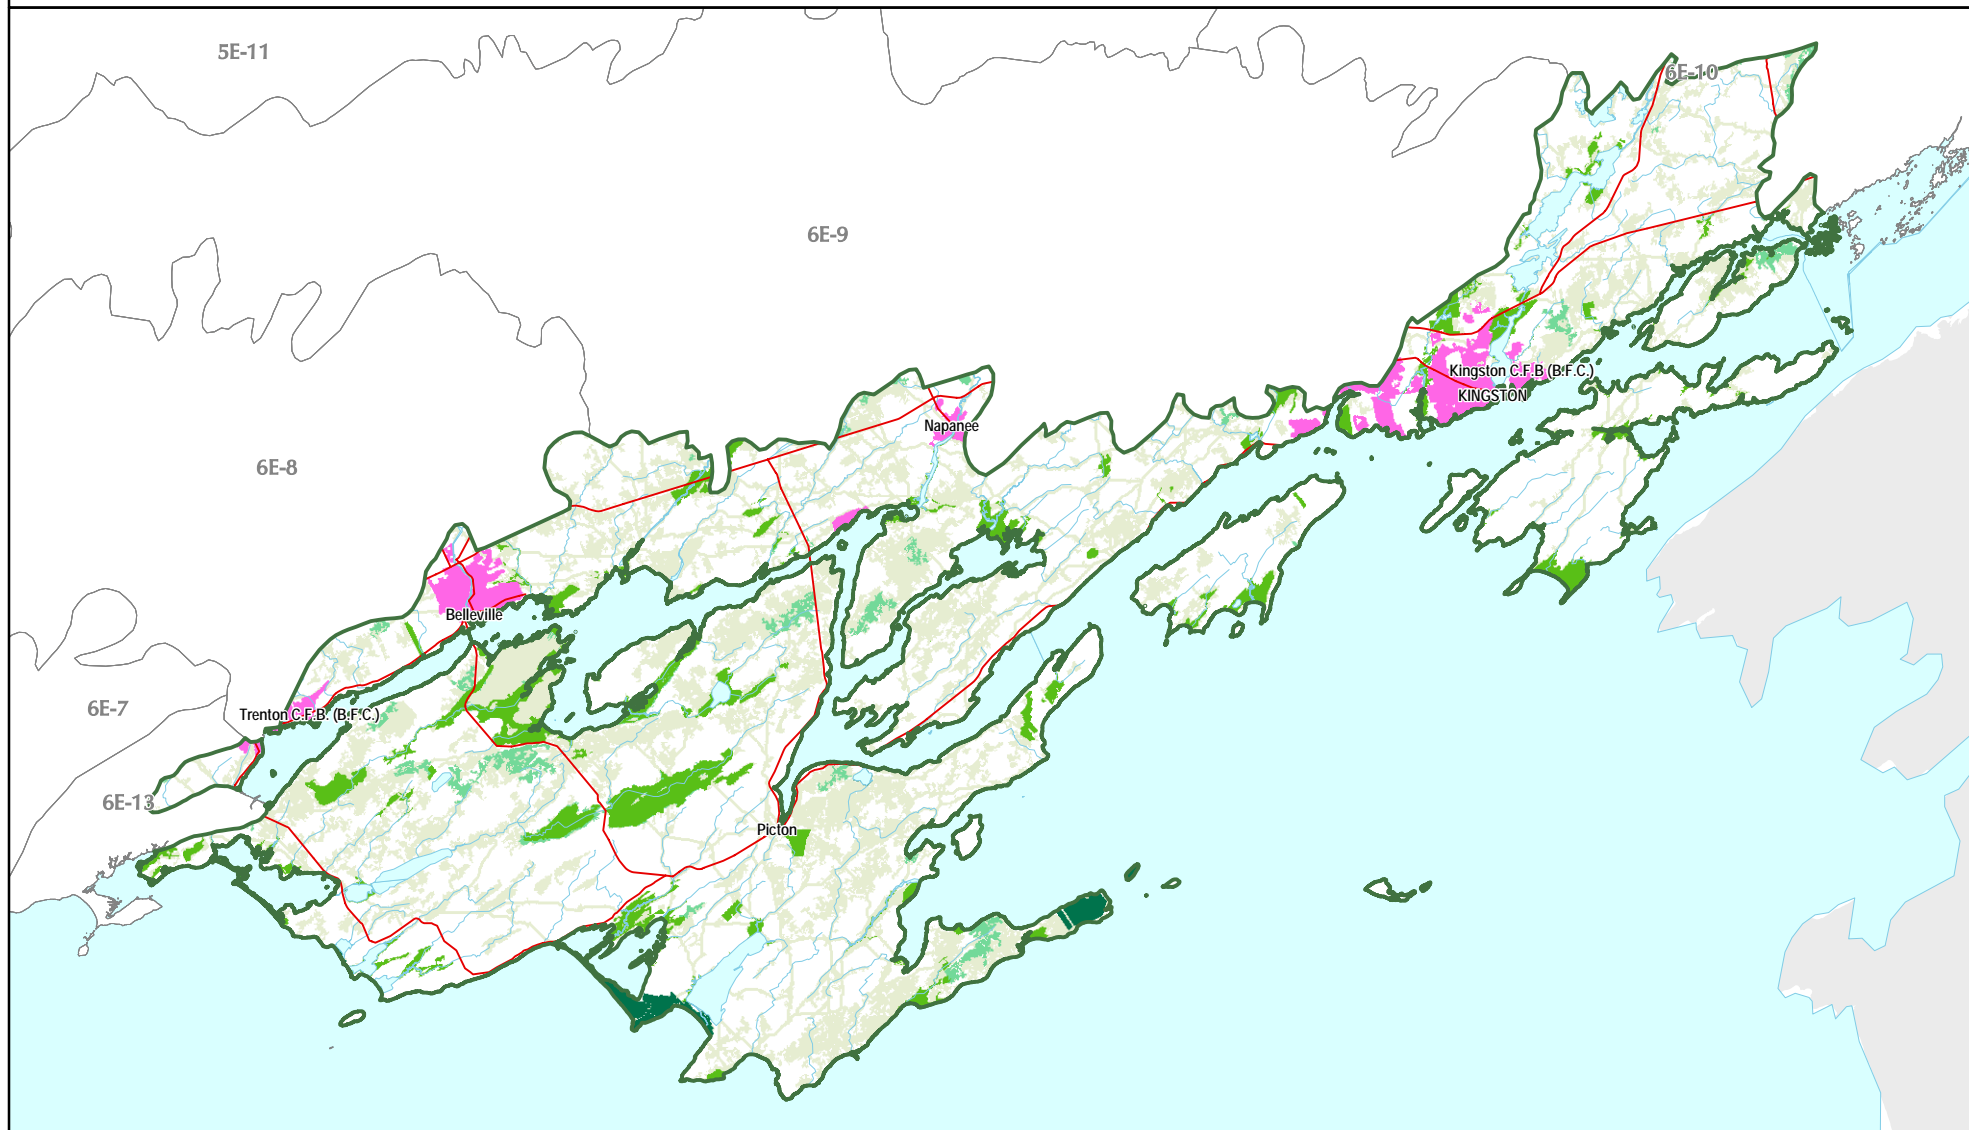 5E-11
6E-10
6E-9
Kingston C.F.B (B.F.C.)
KINGSTON
Napanee
6E-8
Belleville
6E-7
Trenton C.F.B. (B.F.C.)
6E-13
Picton